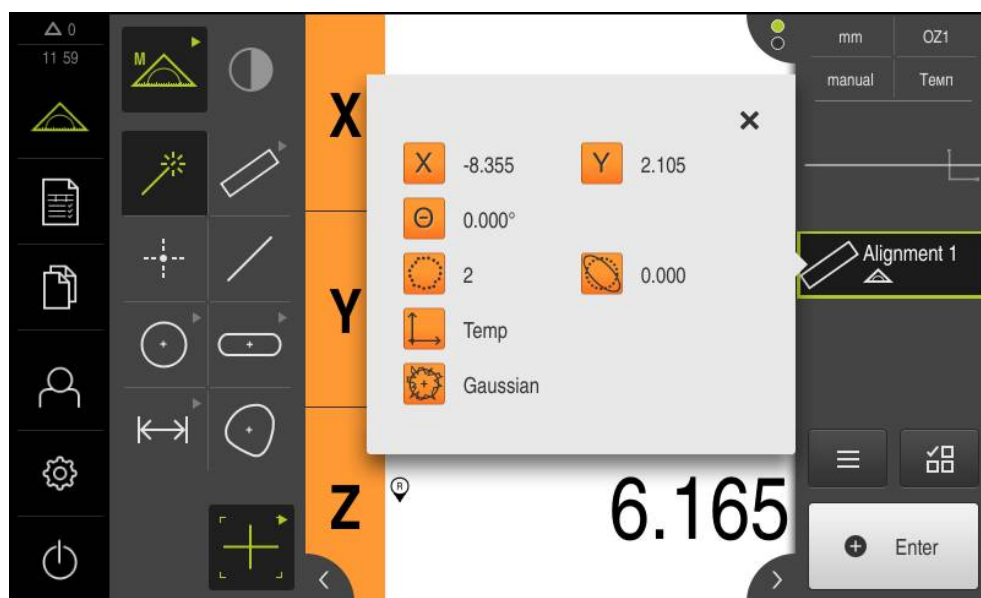 0
11 59
M
X
Y
Z
R
6.165
X -8.355 Y 2.105
Θ 0.000°
2 0.000
Temp
Gaussian
mm OZ1
manual Темп
Alignment 1
Enter